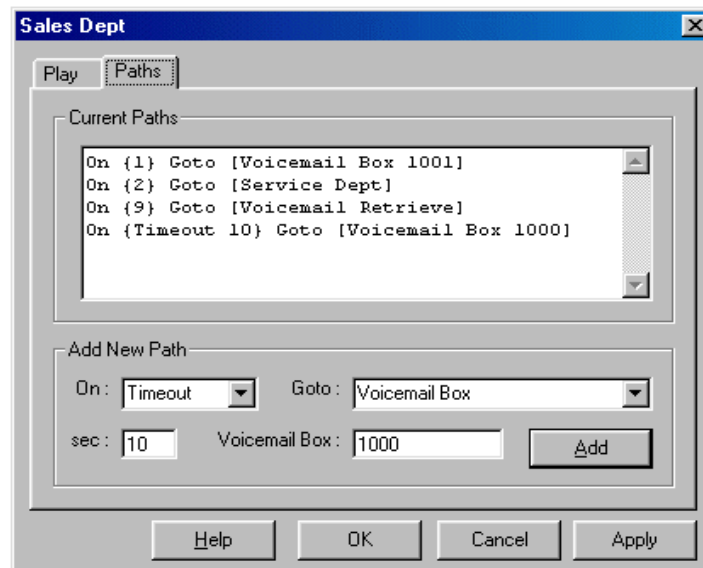 Sales Dept
Play Paths
Current Paths
On {1} Goto [Voicemail Box 1001]
On {2} Goto [Service Dept]
On {9} Goto [Voicemail Retrieve]
On {Timeout 10} Goto [Voicemail Box 1000]
Add New Path
On : Timeout Goto : Voicemail Box
sec : 10 Voicemail Box : 1000 Add
Help OK Cancel Apply